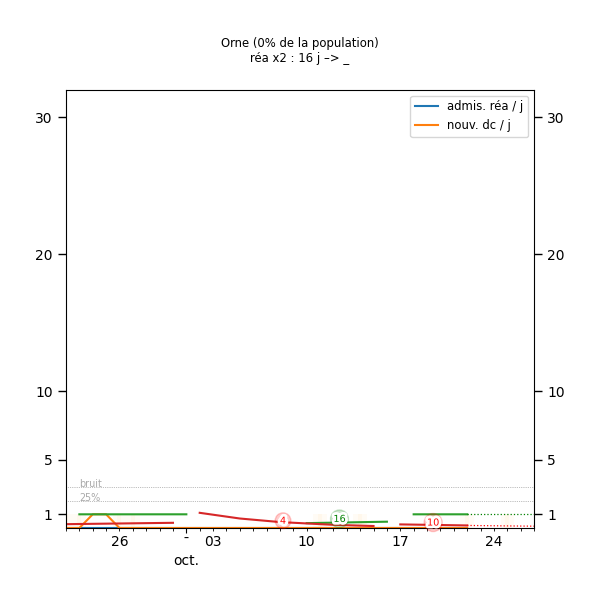 Orne (0% de la population)
réa x2 : 16 j –> _
admis. réa / j
nouv. dc / j
30 30
20 20
10 10
5 5
bruit
25%
1 4 16 10 1
26 - 03 10 17 24
oct.